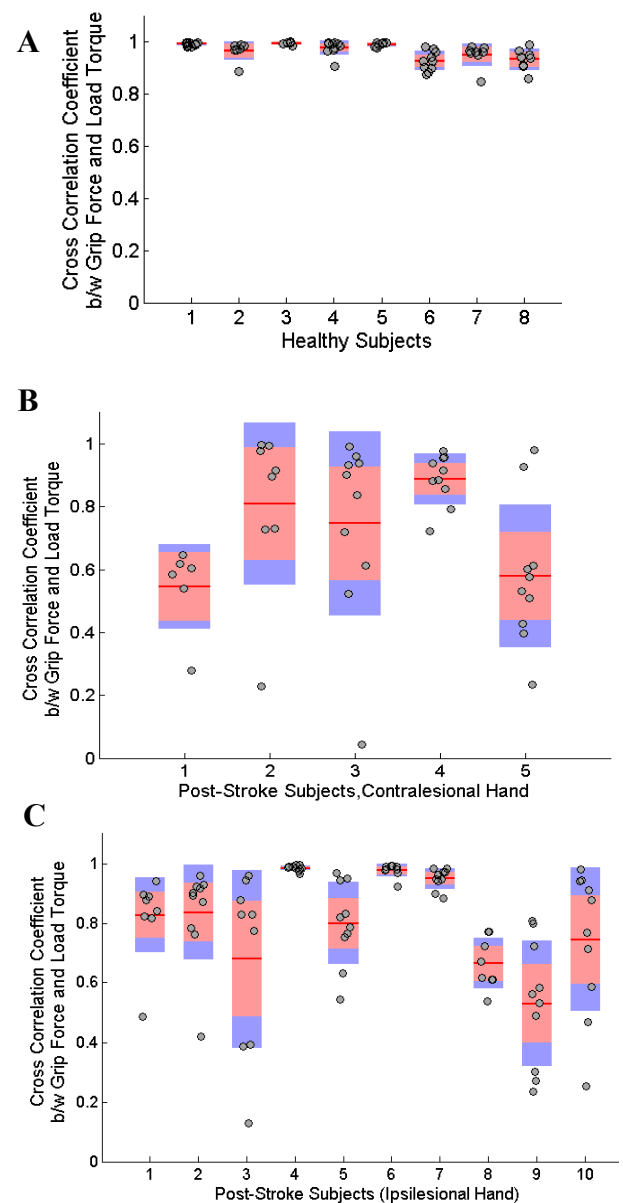 A
Cross Correlation Coefficient
b/w Grip Force and Load Torque
1
0.8
0.6
0.4
0.2
0
1 2 3 4 5 6 7 8
Healthy Subjects
B
Cross Correlation Coefficient
b/w Grip Force and Load Torque
1
0.8
0.6
0.4
0.2
0
1 2 3 4 5
Post-Stroke Subjects,Contralesional Hand
C
Cross Correlation Coefficient
b/w Grip Force and Load Torque
1
0.8
0.6
0.4
0.2
0
1 2 3 4 5 6 7 8 9 10
Post-Stroke Subjects (Ipsilesional Hand)